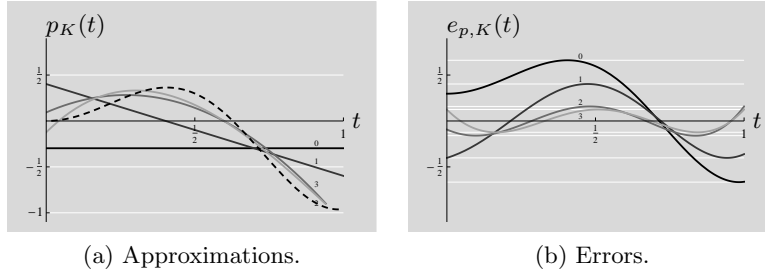 p_K(t)
1/2
t
1/2
1
0
1
3
2
-1/2
-1
e_{p,K}(t)
1/2
0
1
2
3
t
1/2
1
-1/2
(a) Approximations.
(b) Errors.